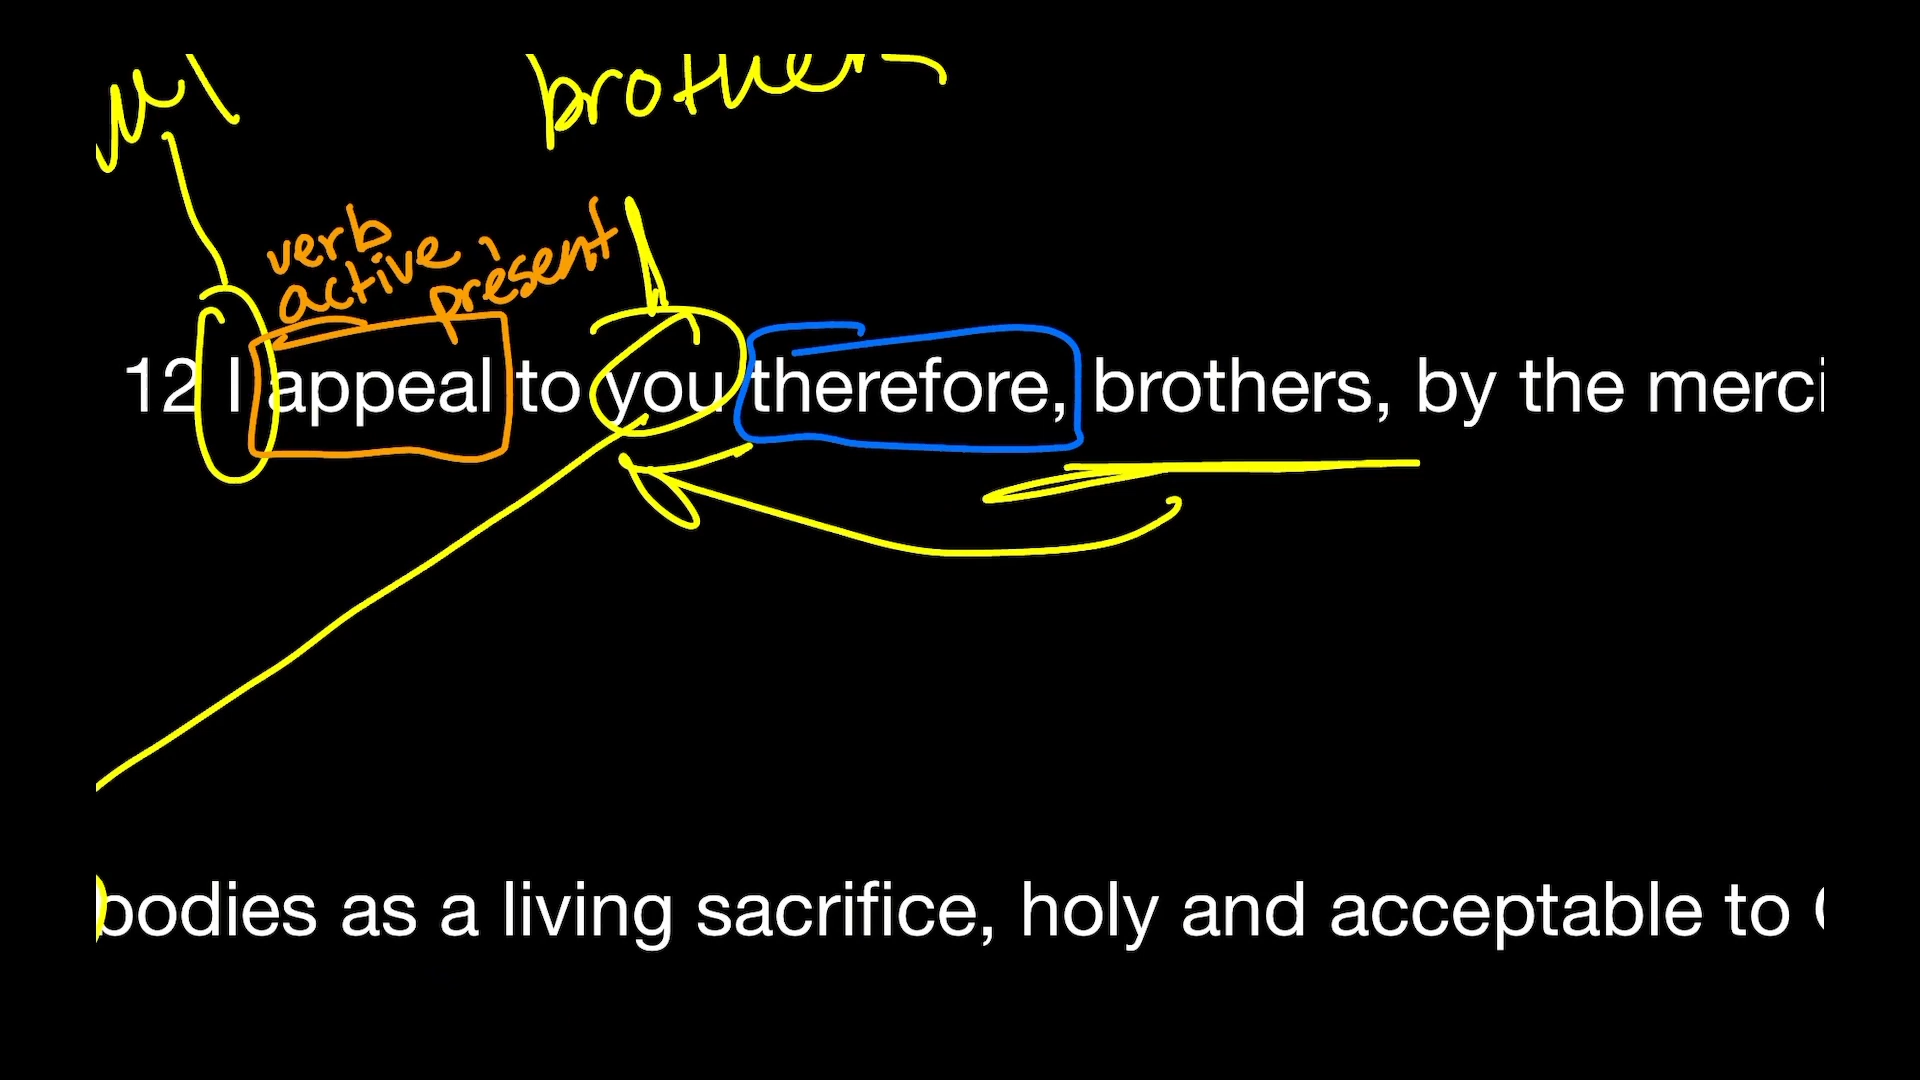 brothers
verb
active, present
12 I appeal to you therefore, brothers, by the merci
bodies as a living sacrifice, holy and acceptable to